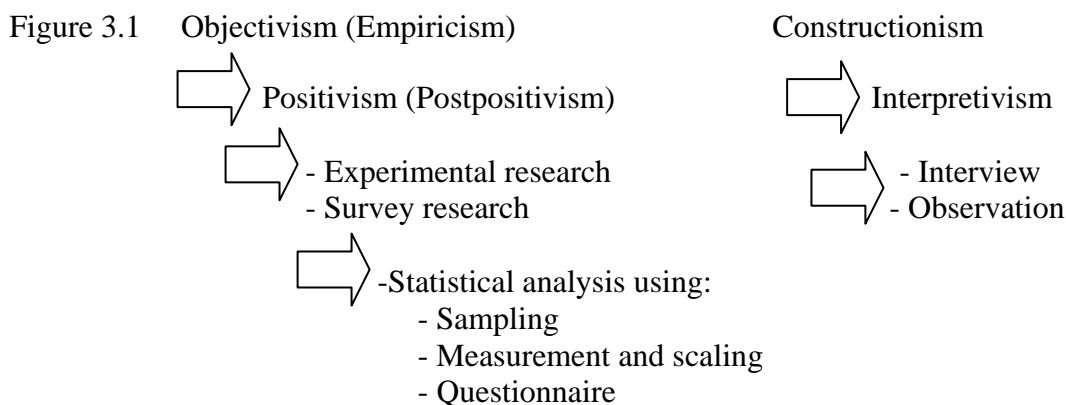 Figure 3.1 Objectivism (Empiricism) Constructionism
Positivism (Postpositivism) Interpretivism
- Experimental research - Interview
- Survey research - Observation
-Statistical analysis using:
- Sampling
- Measurement and scaling
- Questionnaire